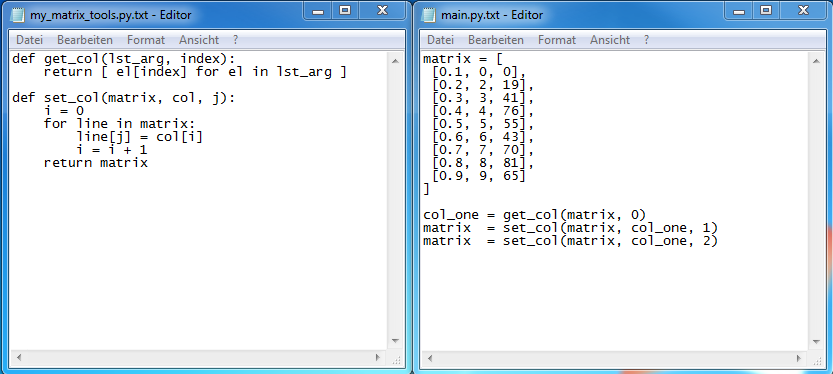 my_matrix_tools.py.txt - Editor
Datei Bearbeiten Format Ansicht ?
def get_col(lst_arg, index):
    return [ el[index] for el in lst_arg ]
def set_col(matrix, col, j):
    i = 0
    for line in matrix:
        line[j] = col[i]
        i = i + 1
    return matrix
main.py.txt - Editor
Datei Bearbeiten Format Ansicht ?
matrix = [
 [0.1, 0, 0],
 [0.2, 2, 19],
 [0.3, 3, 41],
 [0.4, 4, 76],
 [0.5, 5, 55],
 [0.6, 6, 43],
 [0.7, 7, 70],
 [0.8, 8, 81],
 [0.9, 9, 65]
]
col_one = get_col(matrix, 0)
matrix  = set_col(matrix, col_one, 1)
matrix  = set_col(matrix, col_one, 2)